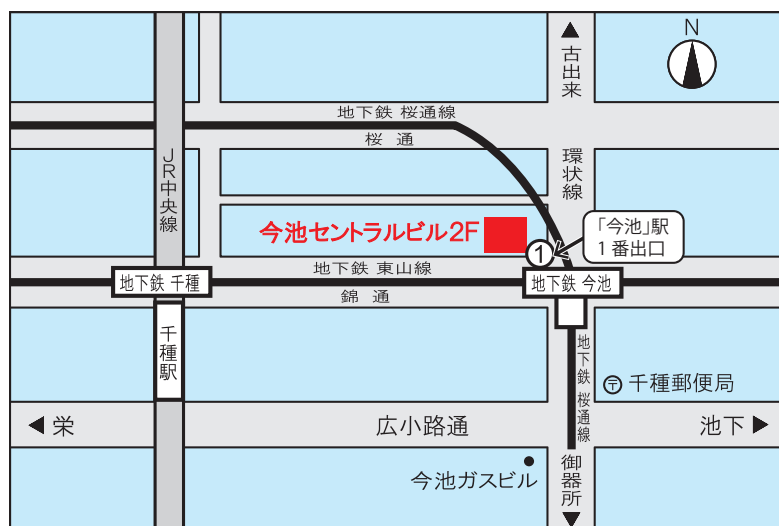 N
古出来
地下鉄 桜通線
桜 通
環状線
JR中央線
「今池」駅
1番出口
今池セントラルビル2F
1
地下鉄 東山線
地下鉄 千種
地下鉄 今池
錦 通
千種駅
地下鉄 桜通線
〒千種郵便局
◀栄
広小路通
池下▶
今池ガスビル
御器所